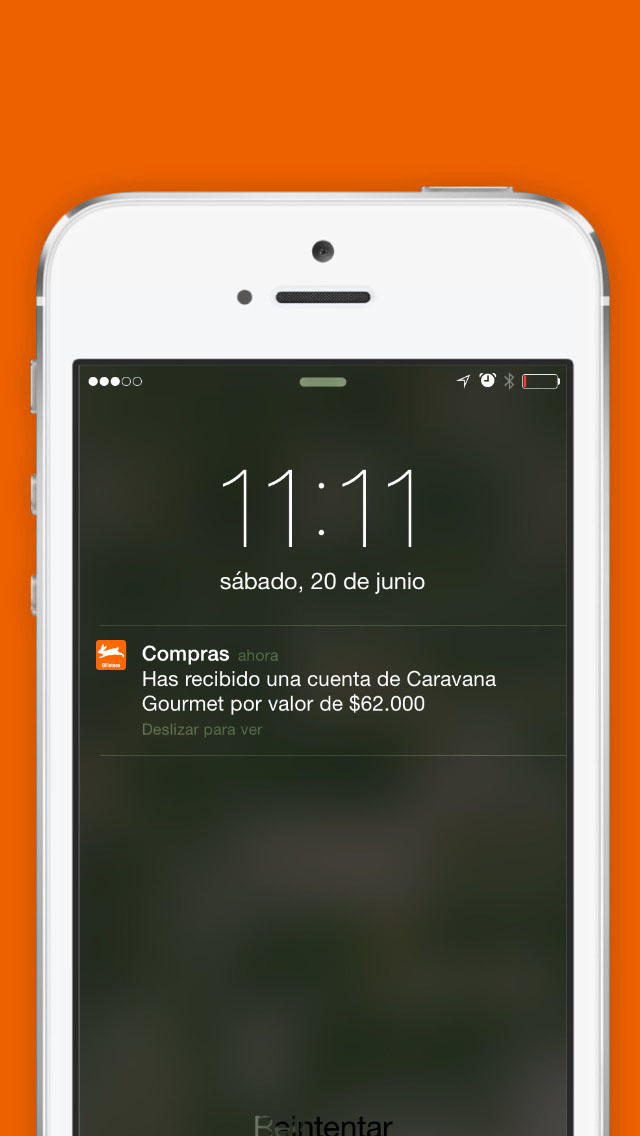 11:11
sábado, 20 de junio
Compras ahora
Has recibido una cuenta de Caravana
Gourmet por valor de $62.000
Deslizar para ver